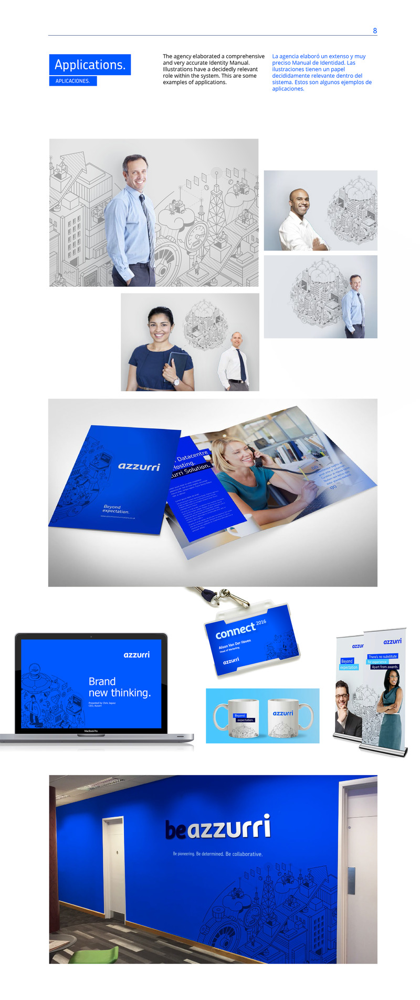 8
Applications.
APLICACIONES.
The agency elaborated a comprehensive
and very accurate Identity Manual.
Illustrations have a decidedly relevant
role within the system. This are some
examples of applications.
La agencia elaboró un extenso y muy
preciso Manual de Identidad. Las
ilustraciones tienen un papel
decididamente relevante dentro del
sistema. Estos son algunos ejemplos de
aplicaciones.
azzurri
Beyond
expectation.
Datacentre
Hosting.
urri Solution.
connect 2016
Alison Van Der Hoven
Head of Marketing
azzurri
azzurri
Brand
new thinking.
Presented by Chris Jagusz
CEO, Azzurri
MacBook Pro
Beyond
expectation.
azzurri
azzur
Beyond
expectation
azzurri
There's no substitute
for experience.
Apart from awards.
beazzurri
Be pioneering. Be determined. Be collaborative.